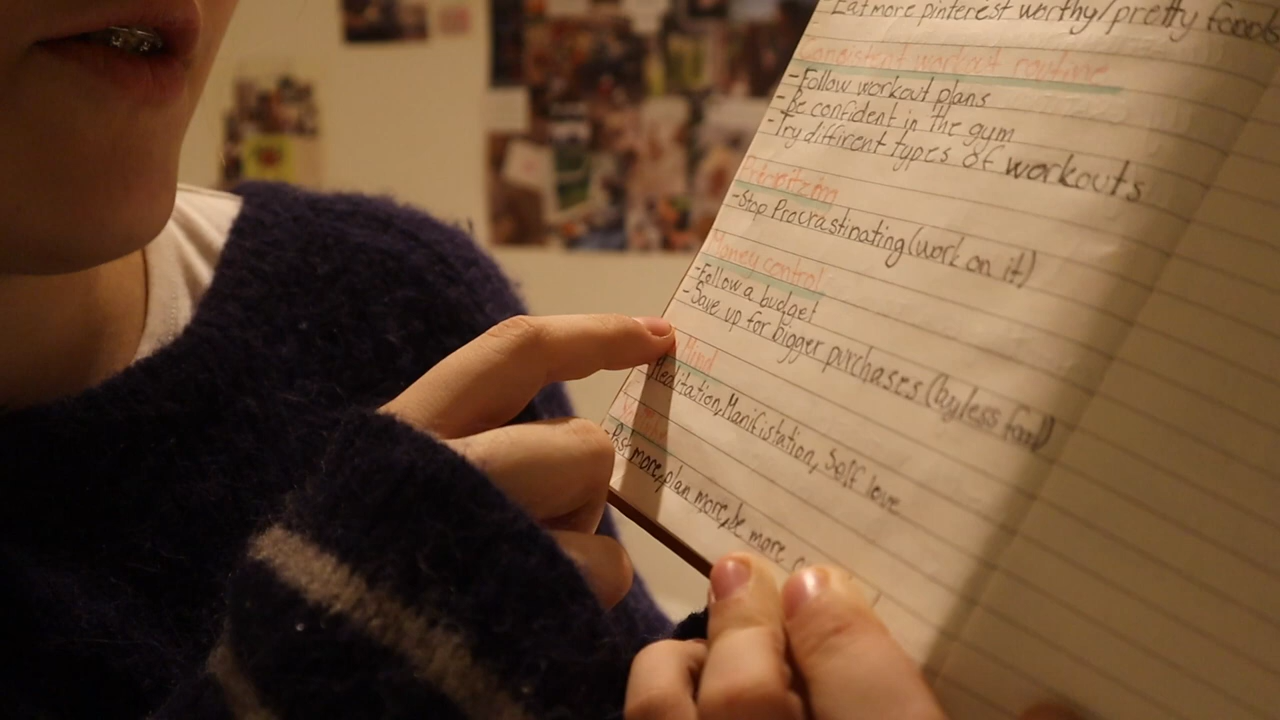 -Eat more pinterest worthy/pretty foods
Consistent workout routine
-Follow workout plans
-Be confident in the gym
-Try different types of workouts
-Stop Procrastinating (work on it)
Money control
-Follow a budget
-Save up for bigger purchases (buy less food)
Mind
Meditation, Manifistation, Self love
-Post more, plan more, be more